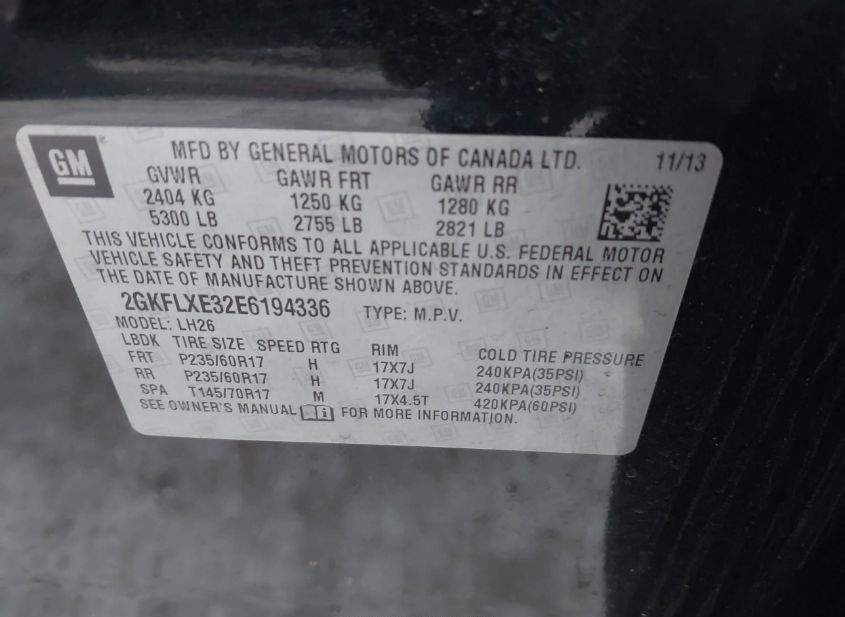 GM
MFD BY GENERAL MOTORS OF CANADA LTD. 11/13
GVWR GAWR FRT GAWR RR
2404 KG 1250 KG 1280 KG
5300 LB 2755 LB 2821 LB
THIS VEHICLE CONFORMS TO ALL APPLICABLE U.S. FEDERAL MOTOR
VEHICLE SAFETY AND THEFT PREVENTION STANDARDS IN EFFECT ON
THE DATE OF MANUFACTURE SHOWN ABOVE.
2GKFLXE32E6194336 TYPE: M.P.V.
MODEL: LH26
LBDK TIRE SIZE SPEED RTG RIM COLD TIRE PRESSURE
FRT P235/60R17 H 17X7J 240KPA(35PSI)
RR P235/60R17 H 17X7J 240KPA(35PSI)
SPA T145/70R17 M 17X4.5T 420KPA(60PSI)
SEE OWNER'S MANUAL FOR MORE INFORMATION.